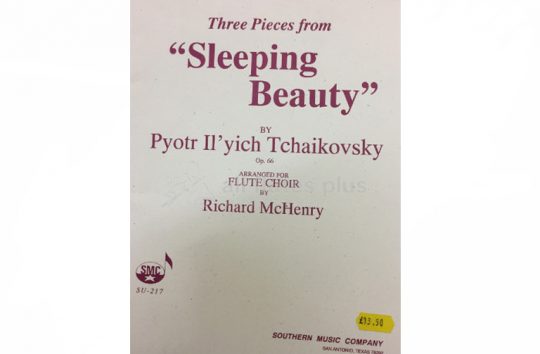 Three Pieces from
“Sleeping
Beauty”
BY
Pyotr Il’yich Tchaikovsky
Op. 66
ARRANGED FOR
FLUTE CHOIR
BY
Richard McHenry
SMC
SU-217
£13.50
SOUTHERN MUSIC COMPANY
SAN ANTONIO, TEXAS